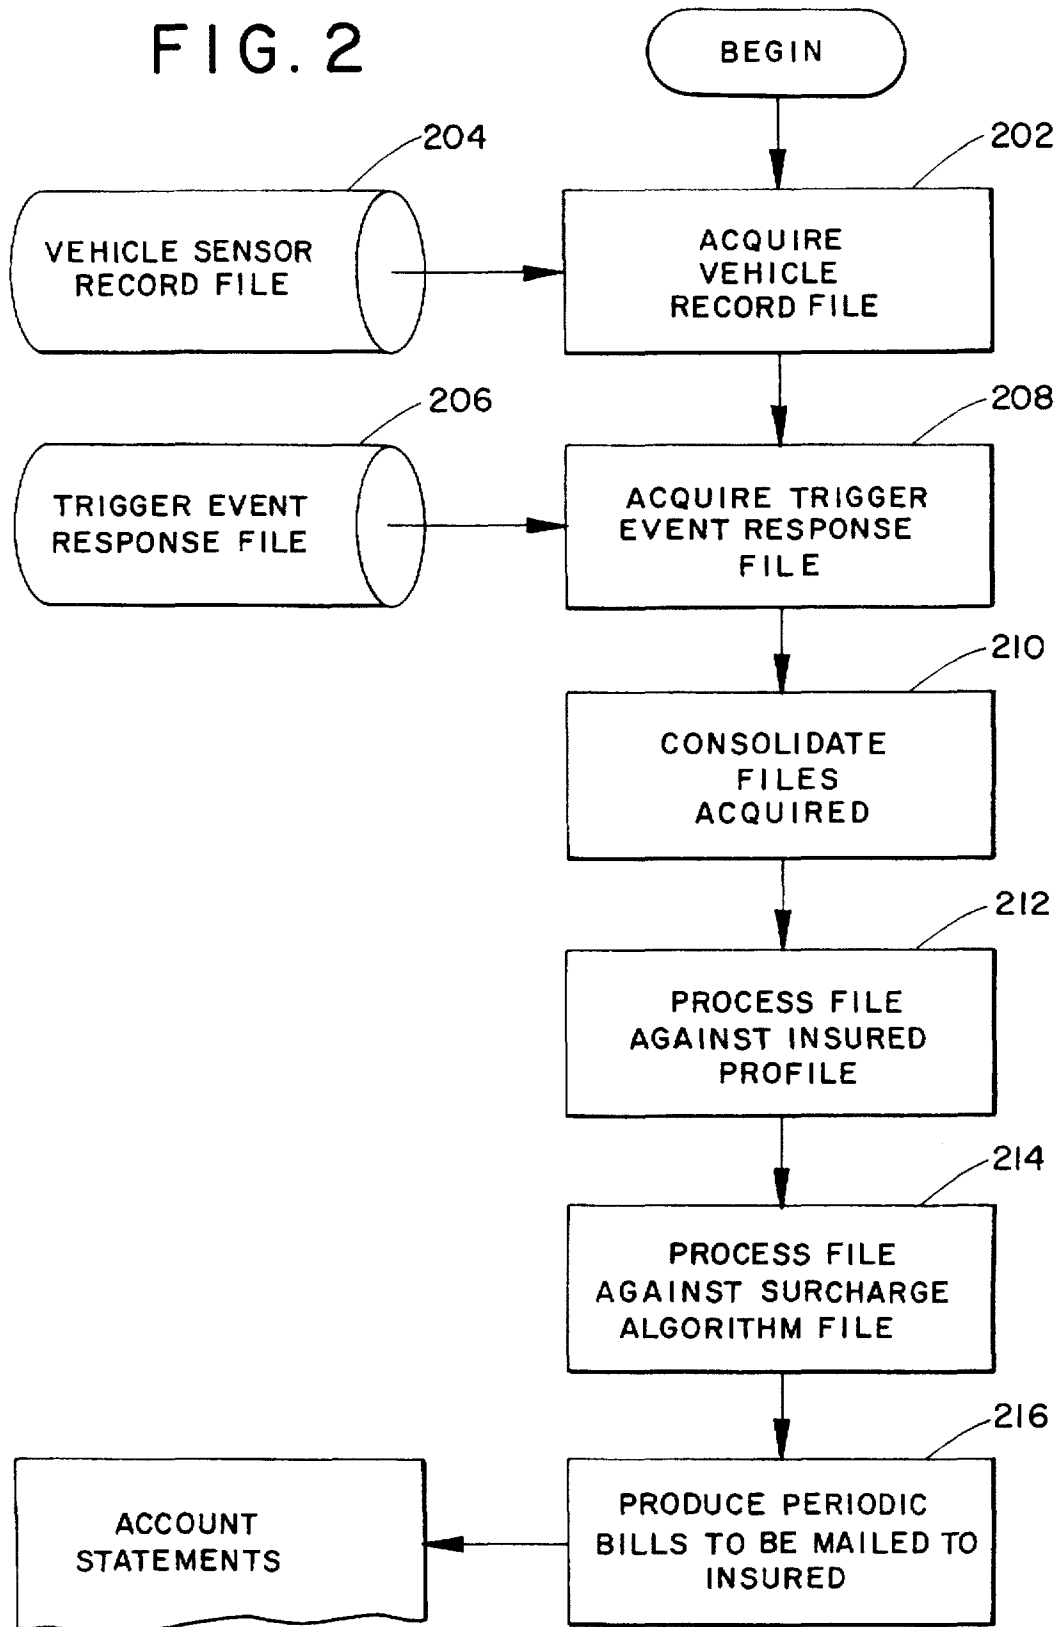 FIG. 2
BEGIN
204
202
VEHICLE SENSOR
RECORD FILE
ACQUIRE
VEHICLE
RECORD FILE
206
208
TRIGGER EVENT
RESPONSE FILE
ACQUIRE TRIGGER
EVENT RESPONSE
FILE
210
CONSOLIDATE
FILES
ACQUIRED
212
PROCESS FILE
AGAINST INSURED
PROFILE
214
PROCESS FILE
AGAINST SURCHARGE
ALGORITHM FILE
216
ACCOUNT
STATEMENTS
PRODUCE PERIODIC
BILLS TO BE MAILED TO
INSURED